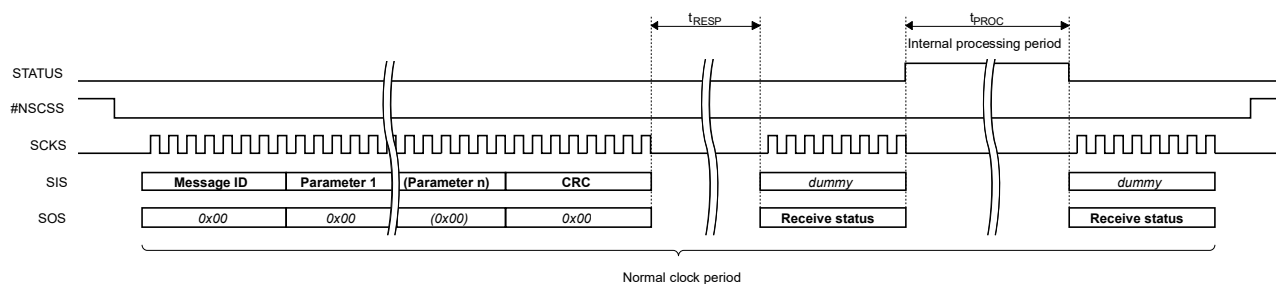 tRESP
tPROC
Internal processing period
STATUS
#NSCSS
SCKS
SIS Message ID Parameter 1 (Parameter n) CRC dummy dummy
SOS 0x00 0x00 (0x00) 0x00 Receive status Receive status
Normal clock period